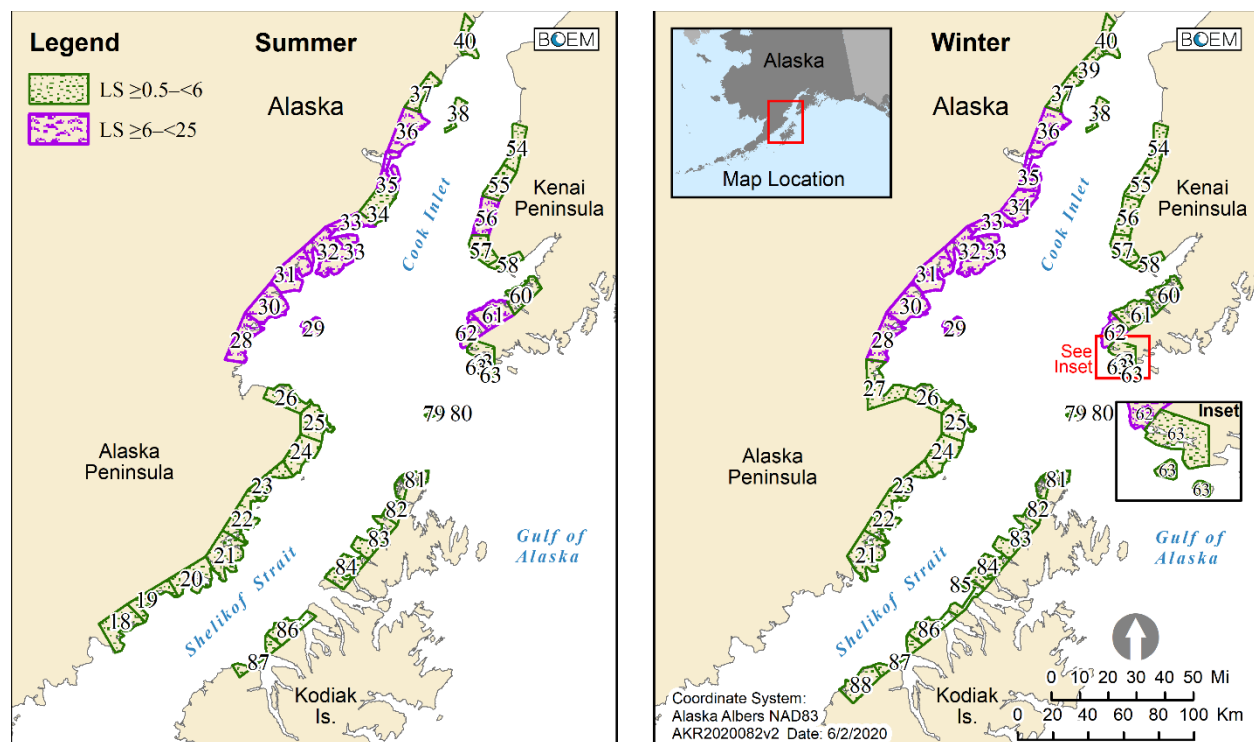 Legend
LS ≥0.5–<6
LS ≥6–<25
Summer
BOEM
Alaska
40
37
38
36
54
35
55
Kenai
Peninsula
34
56
33
Cook Inlet
32
33
57
58
31
60
30
61
29
62
28
63
63
63
26
79 80
25
24
Alaska
Peninsula
23
81
82
22
83
Gulf of
Alaska
21
84
20
Shelikof Strait
19
18
86
87
Kodiak
Is.
Winter
BOEM
Alaska
Map Location
Alaska
40
39
37
38
36
54
35
55
Kenai
Peninsula
34
56
33
Cook Inlet
32
33
57
58
31
60
30
61
29
62
28
See
Inset
63
63
63
27
26
79 80
25
Inset
62
63
63
63
24
Alaska
Peninsula
23
81
82
22
83
Gulf of
Alaska
21
84
85
Shelikof Strait
86
87
88
Kodiak
Is.
Coordinate System:
Alaska Albers NAD83
AKR2020082v2 Date: 6/2/2020
0 10 20 30 40 50 Mi
0 20 40 60 80 100 Km